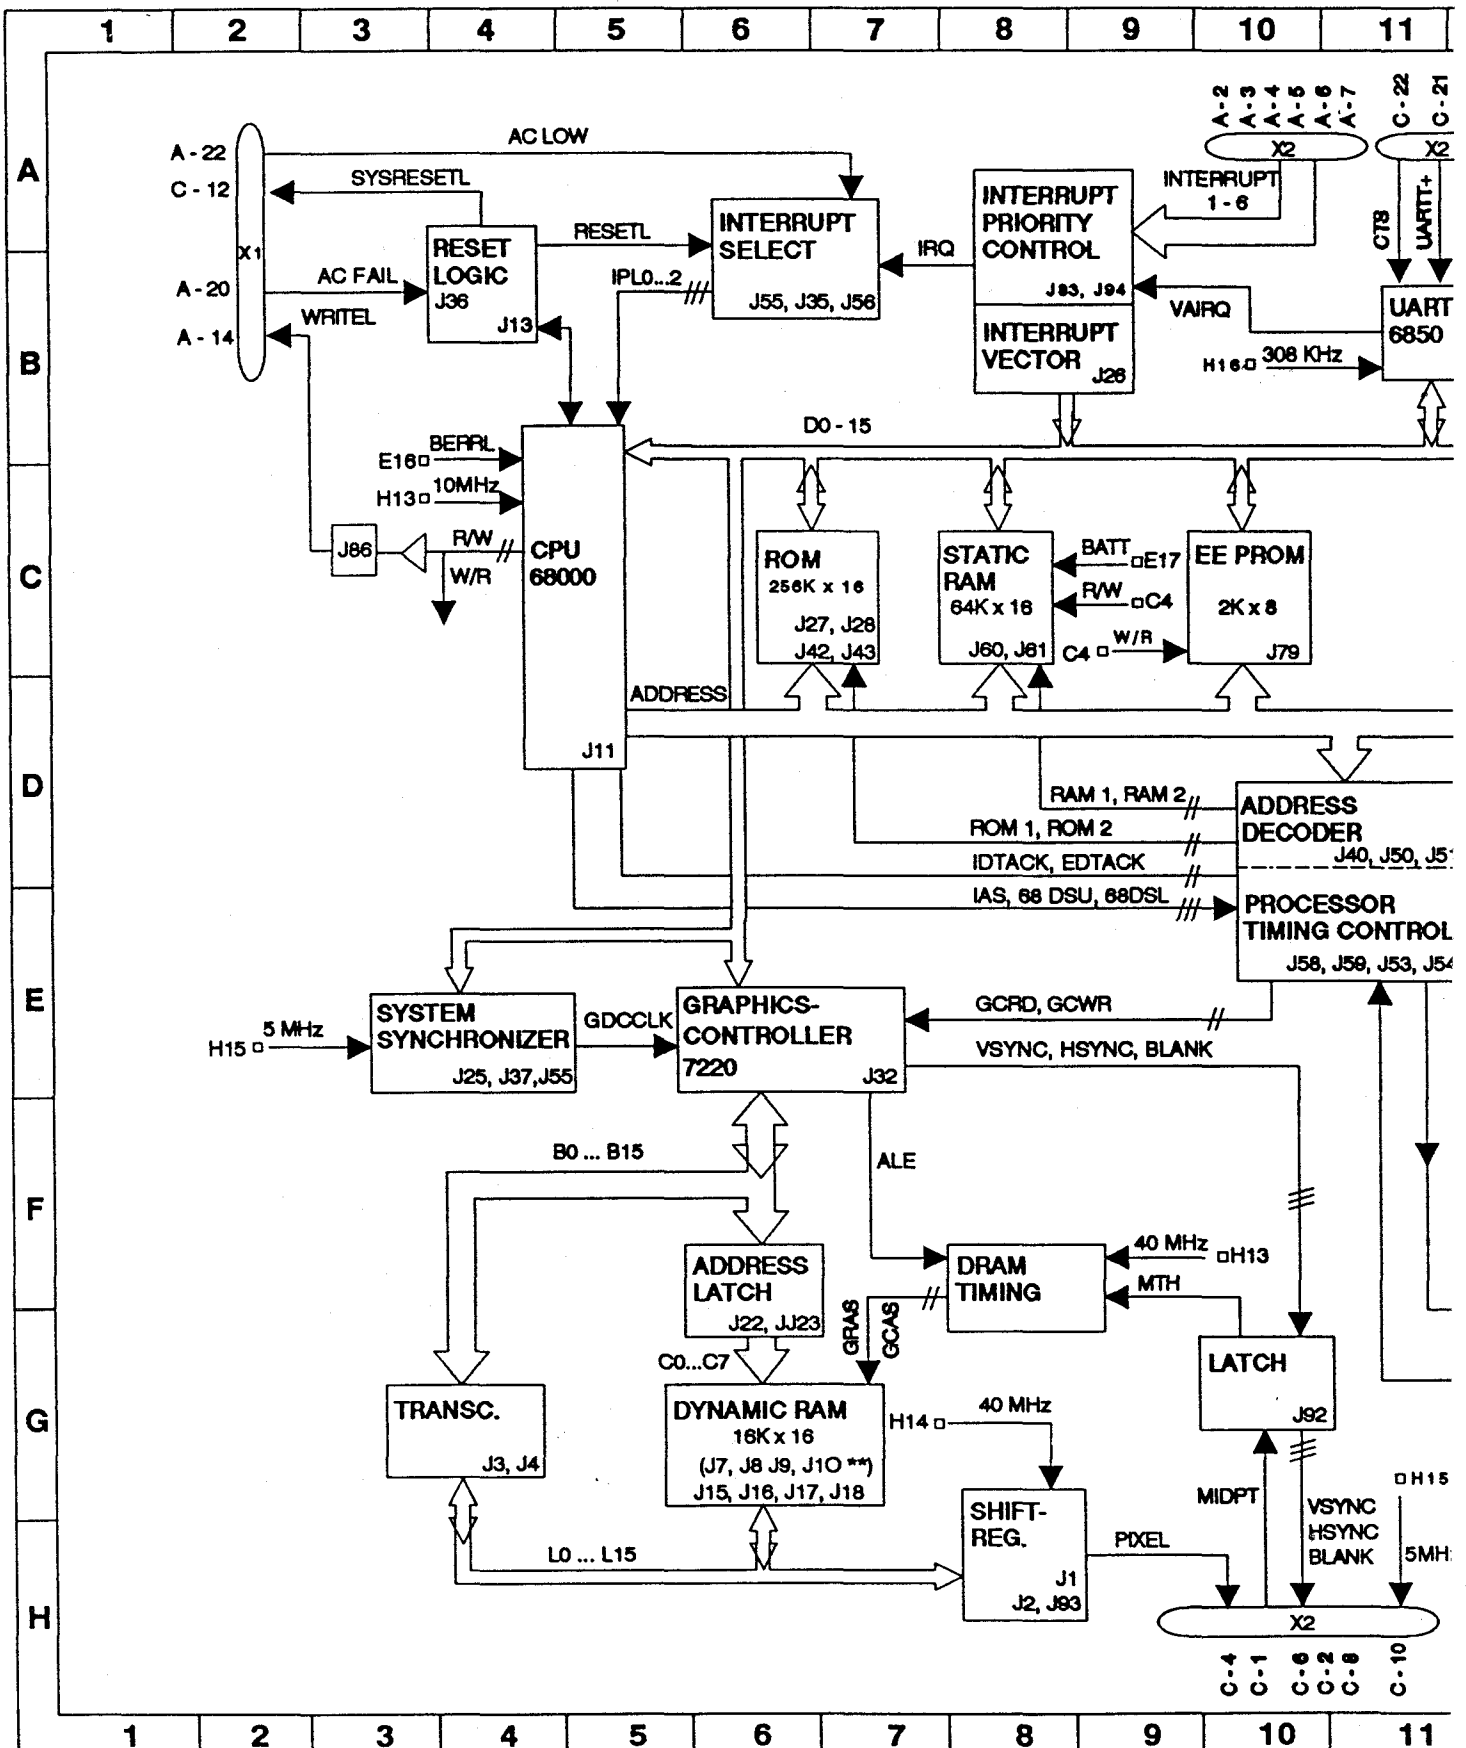 1 2 3 4 5 6 7 8 9 10 11
A
B
C
D
E
F
G
H
A - 2
A - 3
A - 4
A - 5
A - 6
A - 7
C - 22
C - 21
X2
X2
A - 22
C - 12
X1
A - 20
A - 14
AC LOW
SYSRESETL
RESETL
AC FAIL
WRITEL
RESET
LOGIC
J36
J13
INTERRUPT
SELECT
J55, J35, J56
IPL0...2
IRQ
INTERRUPT
PRIORITY
CONTROL
J83, J94
INTERRUPT
VECTOR
J26
INTERRUPT
1 - 6
VAIRQ
CTS
UARTT+
UART
6850
H16
308 KHz
D0 - 15
E16
BERRL
H13
10MHz
J86
R/W
W/R
CPU
68000
J11
ROM
256K x 16
J27, J28
J42, J43
STATIC
RAM
64K x 16
J60, J61
BATT
E17
R/W
C4
C4
W/R
EE PROM
2K x 8
J79
ADDRESS
RAM 1, RAM 2
ROM 1, ROM 2
IDTACK, EDTACK
IAS, 68 DSU, 68DSL
ADDRESS
DECODER
J40, J50, J51
PROCESSOR
TIMING CONTROL
J58, J59, J53, J54
SYSTEM
SYNCHRONIZER
J25, J37,J55
H15
5 MHz
GDCCLK
GRAPHICS-
CONTROLLER
7220
J32
GCRD, GCWR
VSYNC, HSYNC, BLANK
B0 ... B15
ALE
ADDRESS
LATCH
J22, JJ23
DRAM
TIMING
40 MHz
H13
MTH
GRAS
GCAS
C0...C7
LATCH
J92
TRANSC.
J3, J4
DYNAMIC RAM
16K x 16
(J7, J8 J9, J1O **)
J15, J16, J17, J18
H14
40 MHz
SHIFT-
REG.
J1
J2, J93
L0 ... L15
PIXEL
MIDPT
VSYNC
HSYNC
BLANK
H15
5MH
X2
C - 4
C - 1
C - 6
C - 2
C - 8
C - 10
1 2 3 4 5 6 7 8 9 10 11